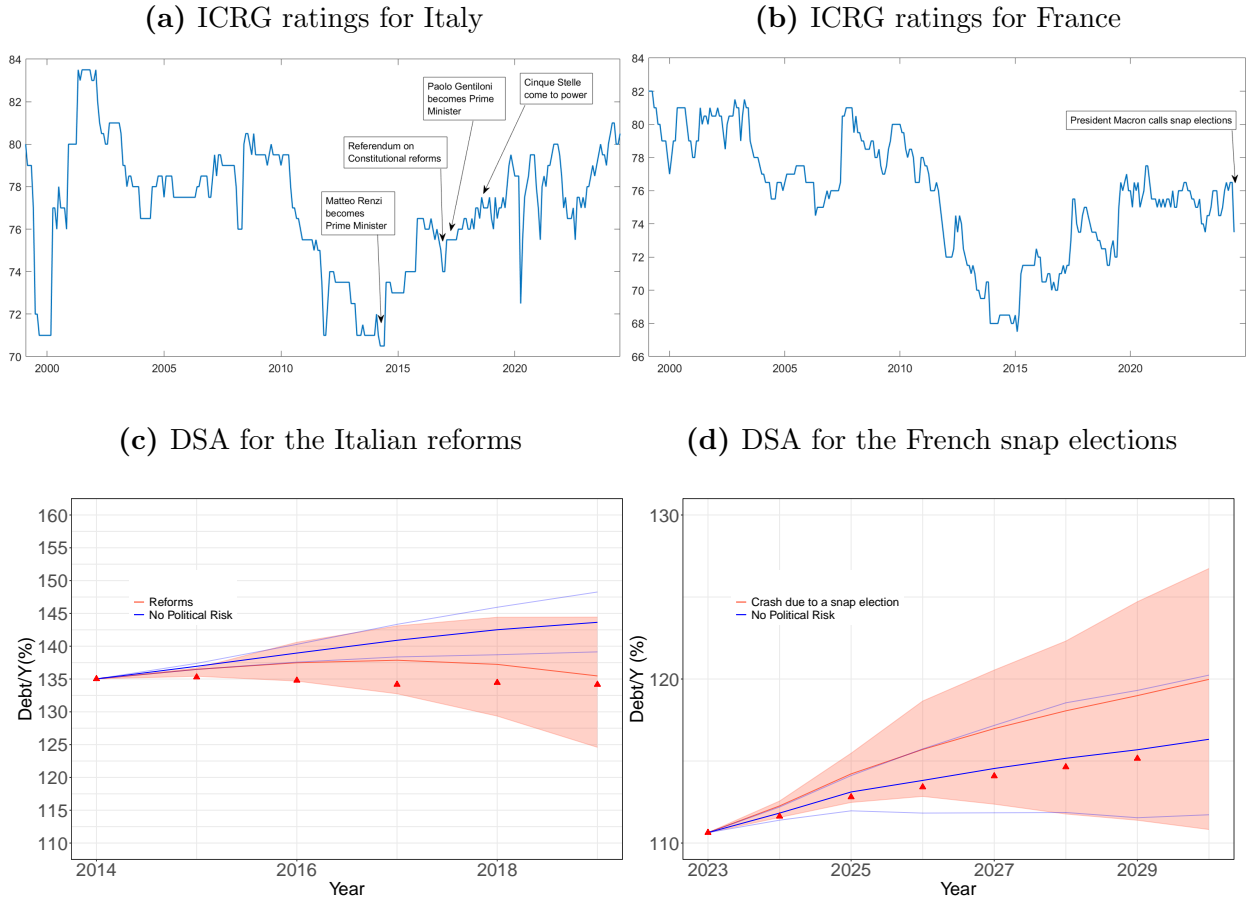 (a) ICRG ratings for Italy
84
82
80
78
76
74
72
70
2000
2005
2010
2015
2020
Matteo Renzi
becomes
Prime Minister
Referendum on
Constitutional reforms
Paolo Gentiloni
becomes Prime
Minister
Cinque Stelle
come to power
(b) ICRG ratings for France
84
82
80
78
76
74
72
70
68
66
2000
2005
2010
2015
2020
President Macron calls snap elections
(c) DSA for the Italian reforms
Debt/Y(%)
160
155
150
145
140
135
130
125
120
115
110
Reforms
No Political Risk
2014
2016
2018
Year
(d) DSA for the French snap elections
Debt/Y (%)
130
120
110
Crash due to a snap election
No Political Risk
2023
2025
2027
2029
Year